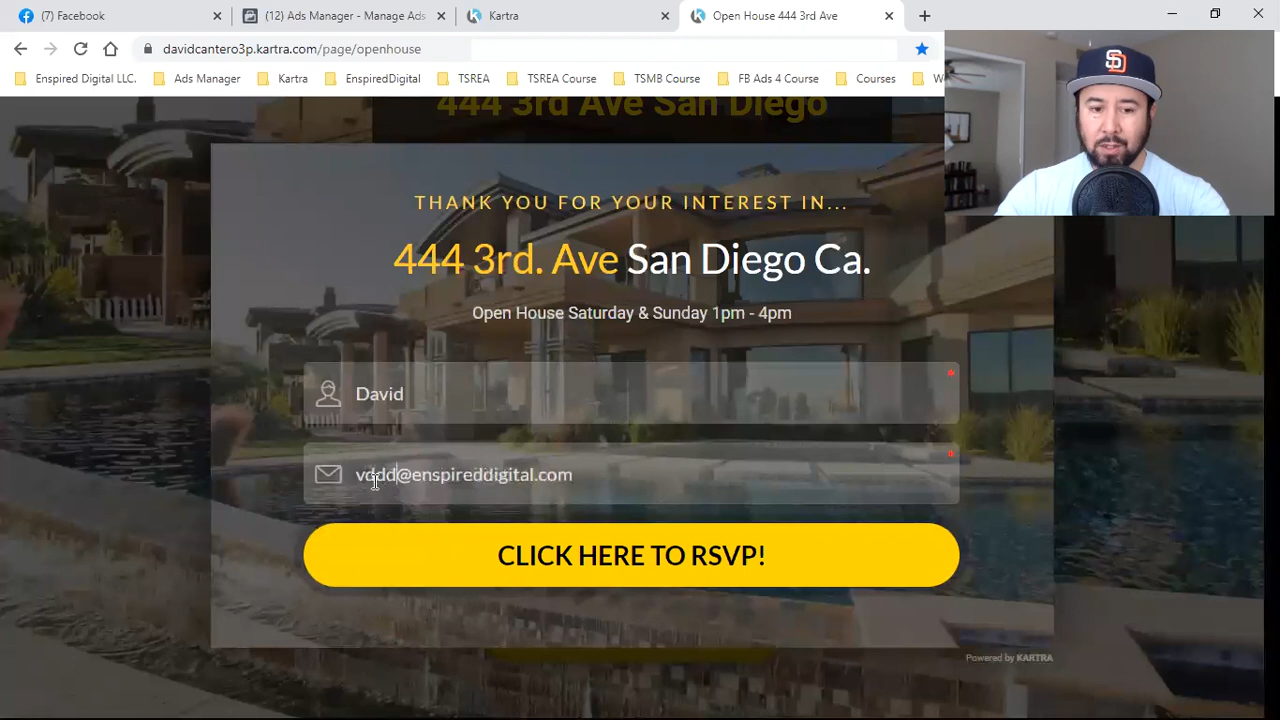 (7) Facebook
(12) Ads Manager - Manage Ads
Kartra
Open House 444 3rd Ave
davidcantero3p.kartra.com/page/openhouse
Enspired Digital LLC.
Ads Manager
Kartra
EnspiredDigital
TSREA
TSREA Course
TSMB Course
FB Ads 4 Course
Courses
SD
444 3rd Ave San Diego
THANK YOU FOR YOUR INTEREST IN...
444 3rd. Ave San Diego Ca.
Open House Saturday & Sunday 1pm - 4pm
David
*
*
CLICK HERE TO RSVP!
Powered by KARTRA